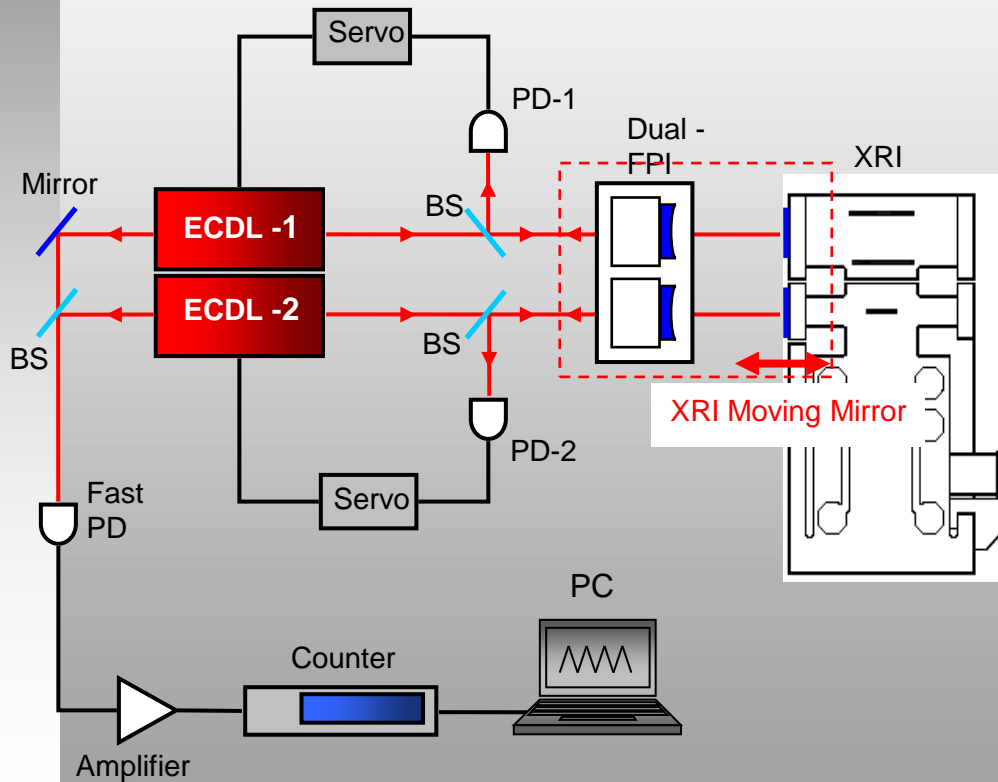 Servo
PD-1
Dual -
FPI
XRI
Mirror
BS
ECDL -1
ECDL -2
BS
BS
XRI Moving Mirror
PD-2
Servo
Fast
PD
PC
Counter
Amplifier